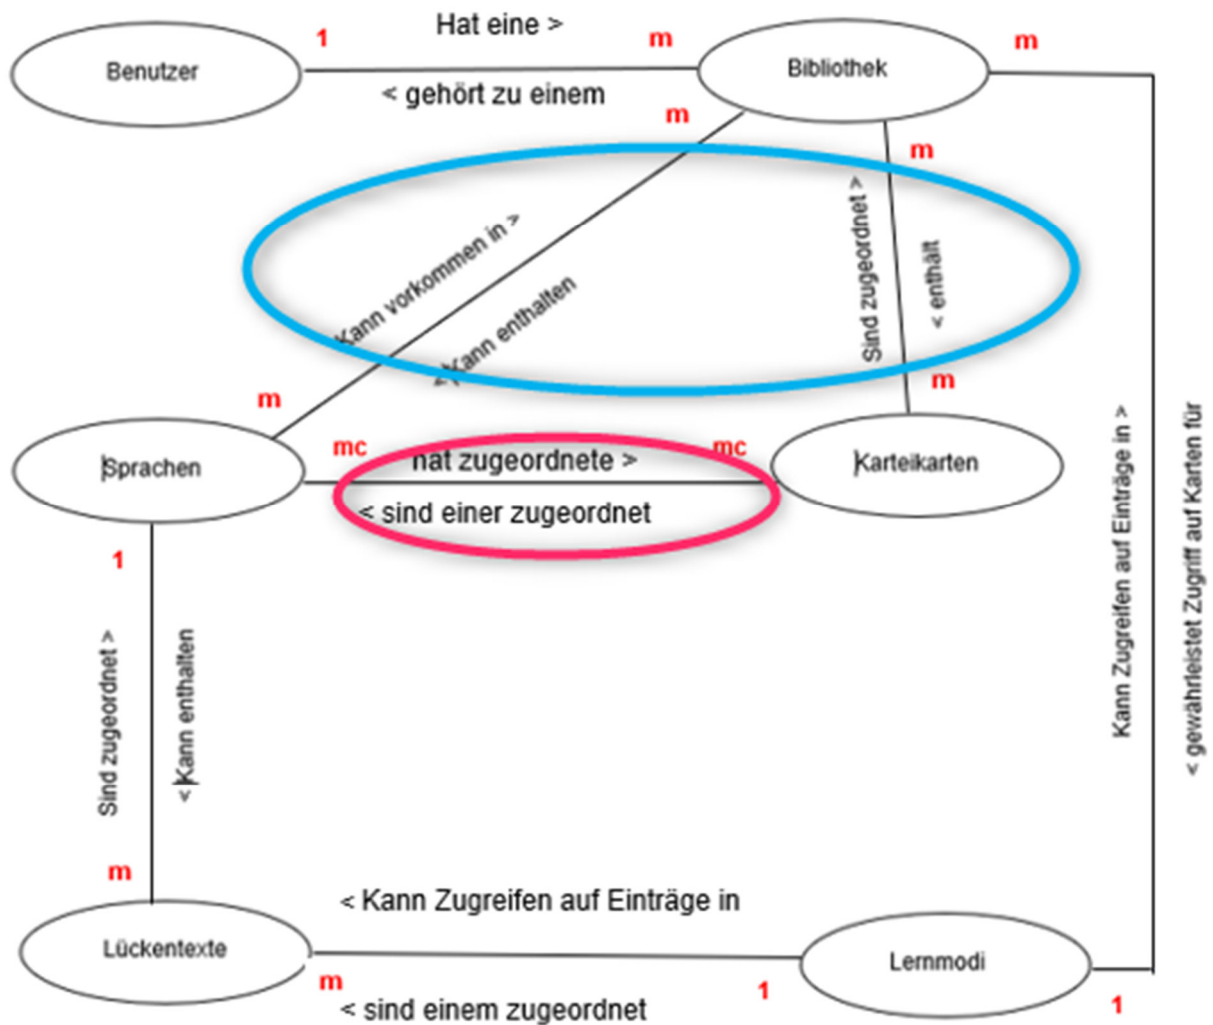 Hat eine >
1
m
m
Benutzer
Bibliothek
< gehört zu einem
m
m
Kann vorkommen in >
< Kann enthalten
Sind zugeordnet >
< enthält
m
m
mc
mc
hat zugeordnete >
Sprachen
Karteikarten
< sind einer zugeordnet
1
Sind zugeordnet >
< Kann enthalten
Kann Zugreifen auf Einträge in >
< gewährleistet Zugriff auf Karten für
m
< Kann Zugreifen auf Einträge in
Lückentexte
Lernmodi
m
1
1
< sind einem zugeordnet